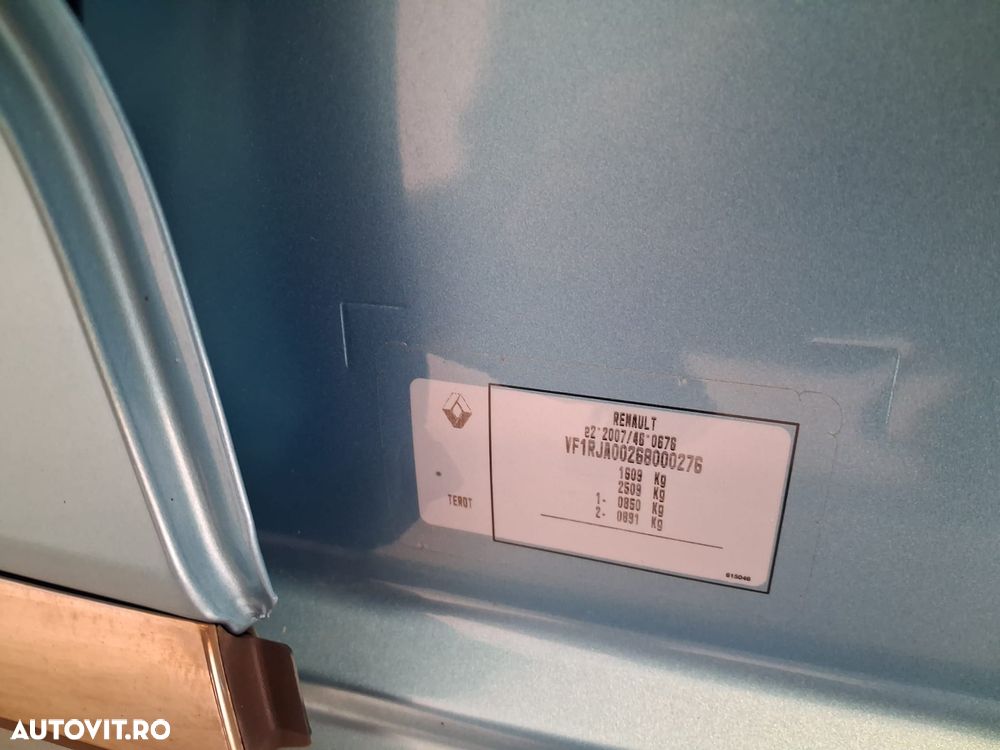 RENAULT
e2*2007/46*0676
VF1RJA00268000276
1609 Kg
2509 Kg
1- 0850 Kg
2- 0891 Kg
TEROT
615046
AUTOVIT.RO